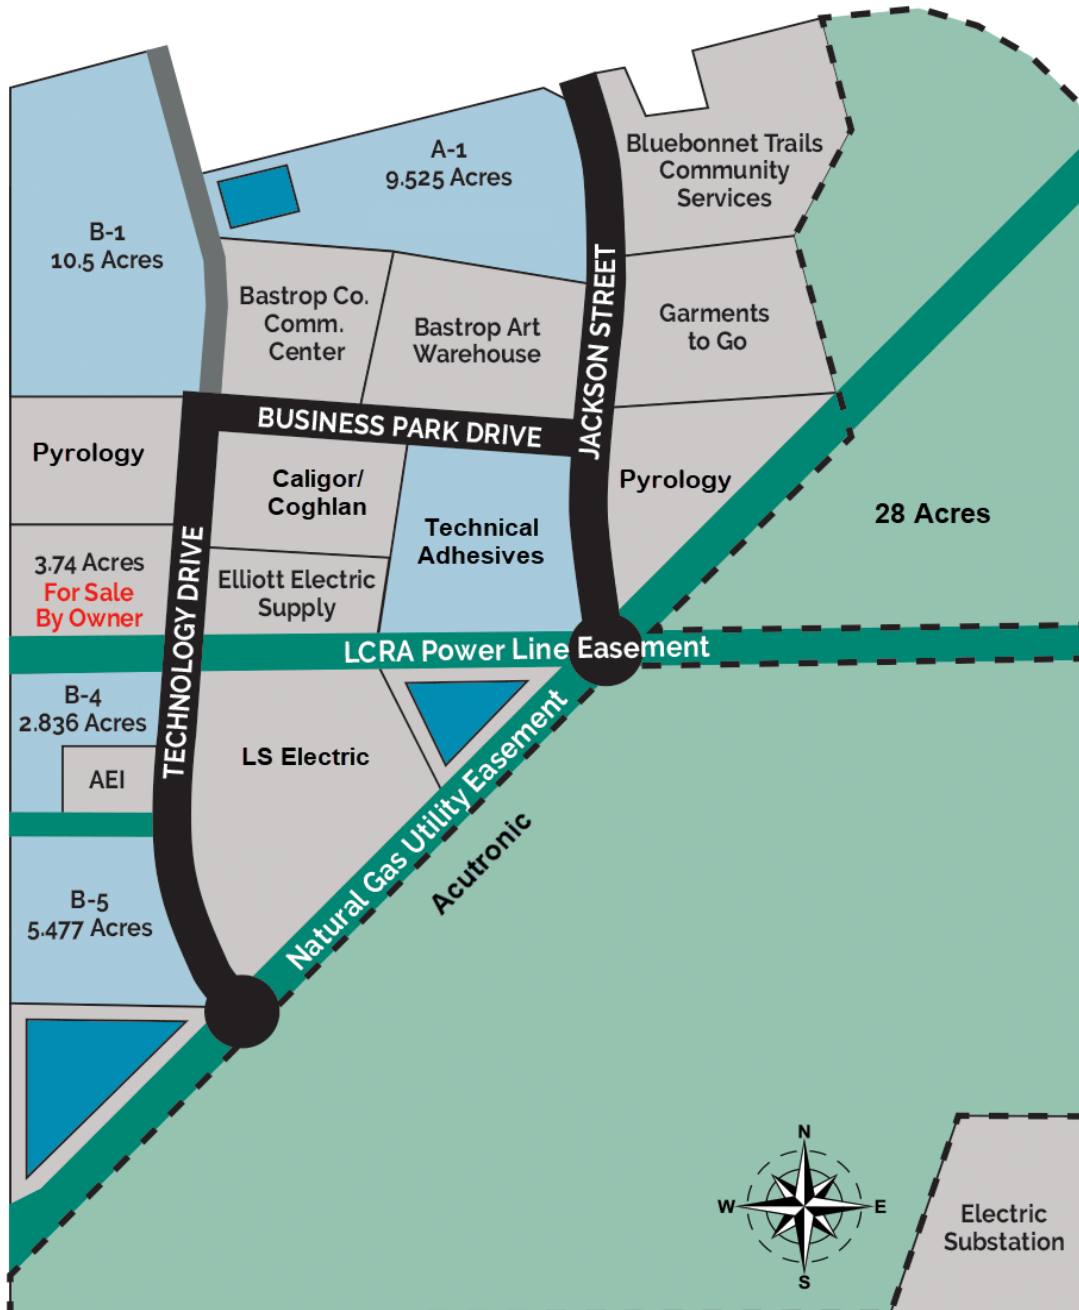 A-1
9.525 Acres
Bluebonnet Trails
Community
Services
B-1
10.5 Acres
Bastrop Co.
Comm.
Center
Bastrop Art
Warehouse
Garments
to Go
JACKSON STREET
BUSINESS PARK DRIVE
Pyrology
Caligor/
Coghlan
Technical
Adhesives
Pyrology
28 Acres
3.74 Acres
For Sale
By Owner
TECHNOLOGY DRIVE
Elliott Electric
Supply
LCRA Power Line Easement
B-4
2.836 Acres
AEI
LS Electric
Natural Gas Utility Easement
Acutronic
B-5
5.477 Acres
N
W
E
S
Electric
Substation